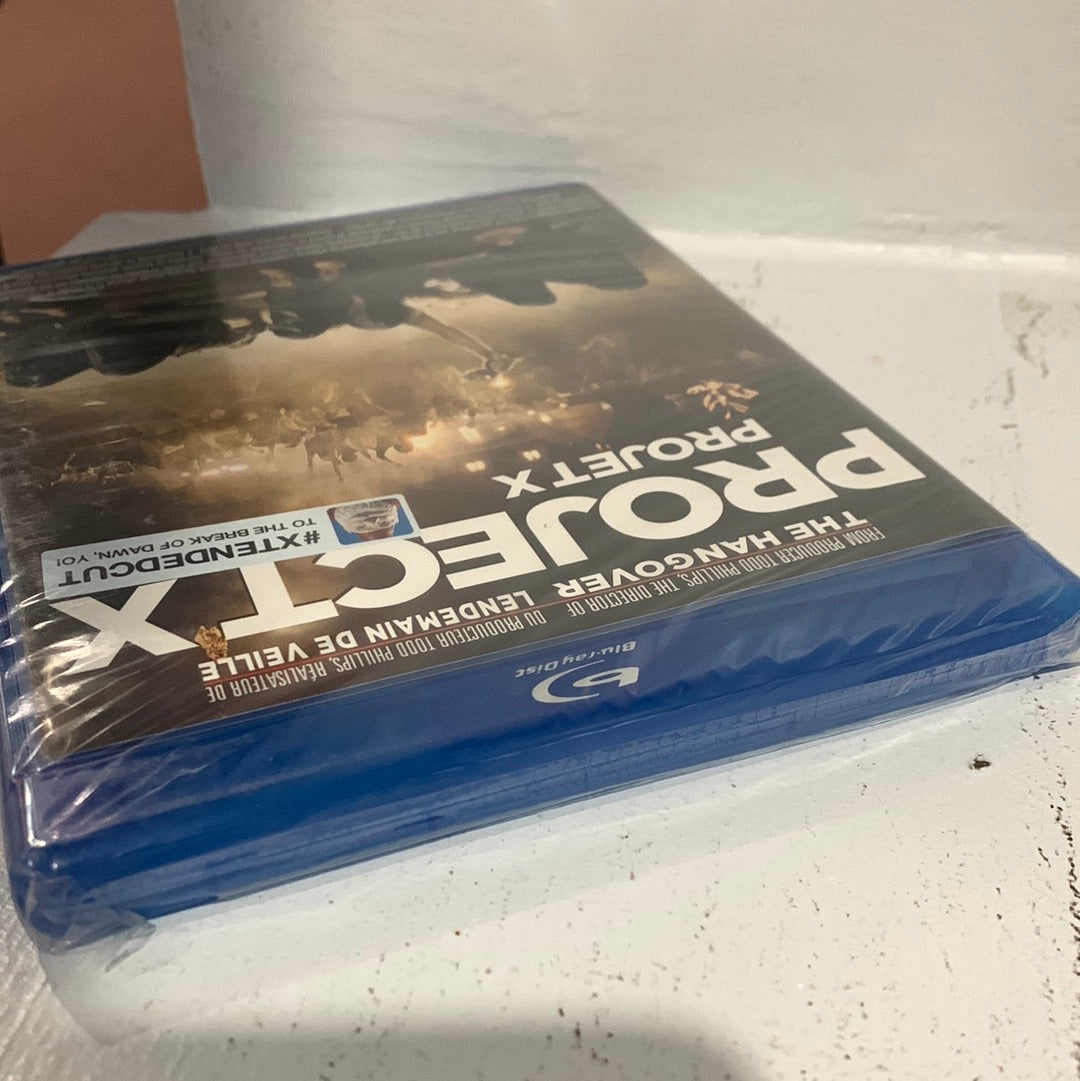 Blu-ray Disc
FROM PRODUCER TODD PHILLIPS, THE DIRECTOR OF
THE HANGOVER
DU PRODUCTEUR TODD PHILLIPS, RÉALISATEUR DE
LENDEMAIN DE VEILLE
PROJECT X
PROJET X
#XTENDEDCUT
TO THE BREAK OF DAWN, YO!